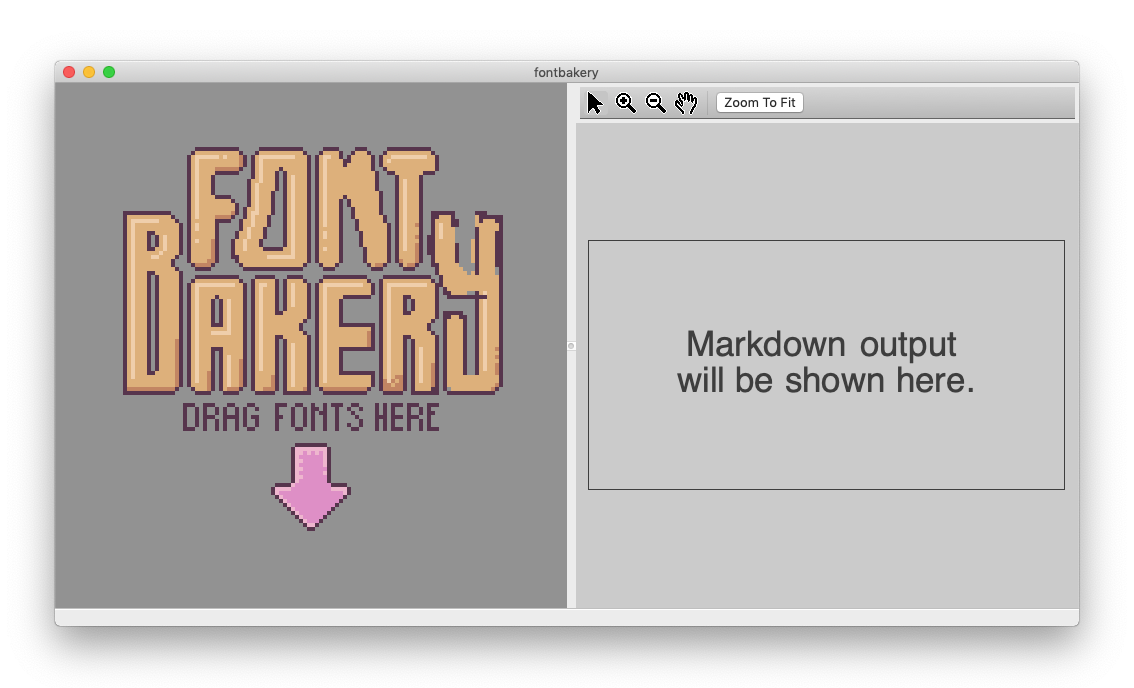 fontbakery
FONT
BAKERY
DRAG FONTS HERE
Zoom To Fit
Markdown output
will be shown here.